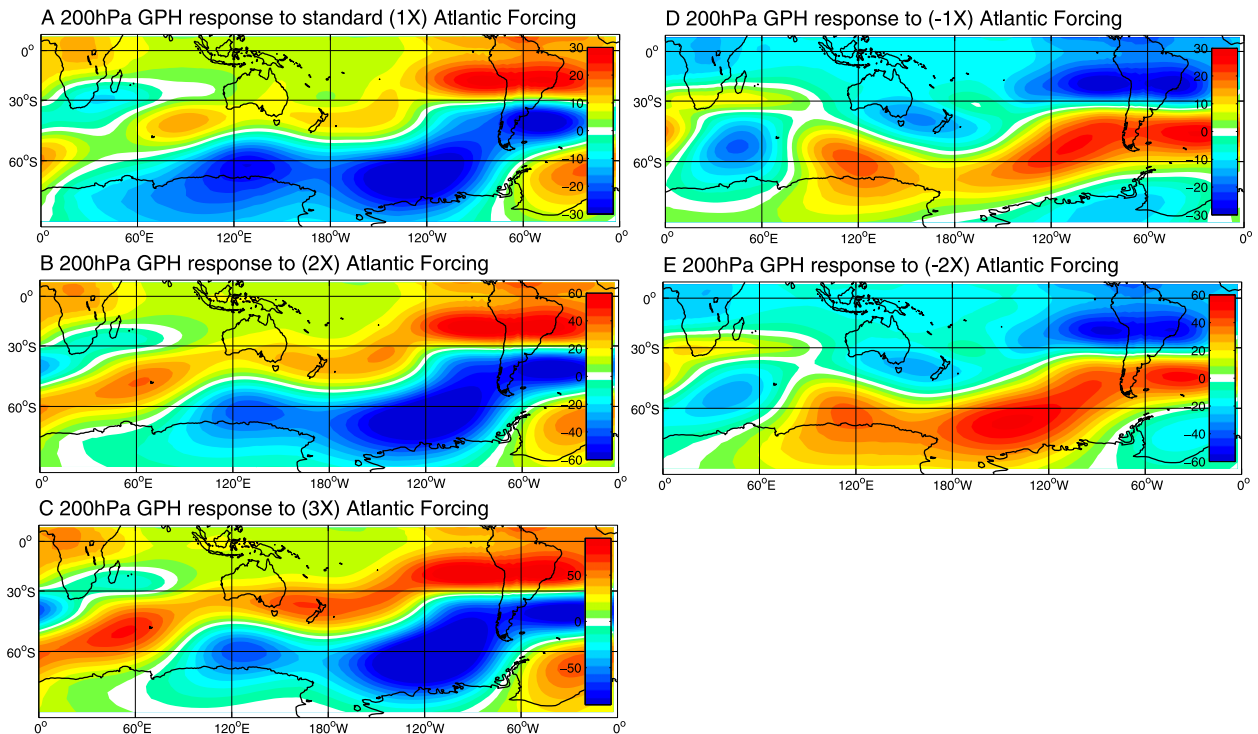 A 200hPa GPH response to standard (1X) Atlantic Forcing
0°
30°S
60°S
30
20
10
0
−10
−20
−30
0° 60°E 120°E 180°W 120°W 60°W 0°
B 200hPa GPH response to (2X) Atlantic Forcing
0°
30°S
60°S
60
40
20
0
−20
−40
−60
0° 60°E 120°E 180°W 120°W 60°W 0°
C 200hPa GPH response to (3X) Atlantic Forcing
0°
30°S
60°S
50
0
−50
0° 60°E 120°E 180°W 120°W 60°W 0°
D 200hPa GPH response to (-1X) Atlantic Forcing
0°
30°S
60°S
30
20
10
0
−10
−20
−30
0° 60°E 120°E 180°W 120°W 60°W 0°
E 200hPa GPH response to (-2X) Atlantic Forcing
0°
30°S
60°S
60
40
20
0
−20
−40
−60
0° 60°E 120°E 180°W 120°W 60°W 0°